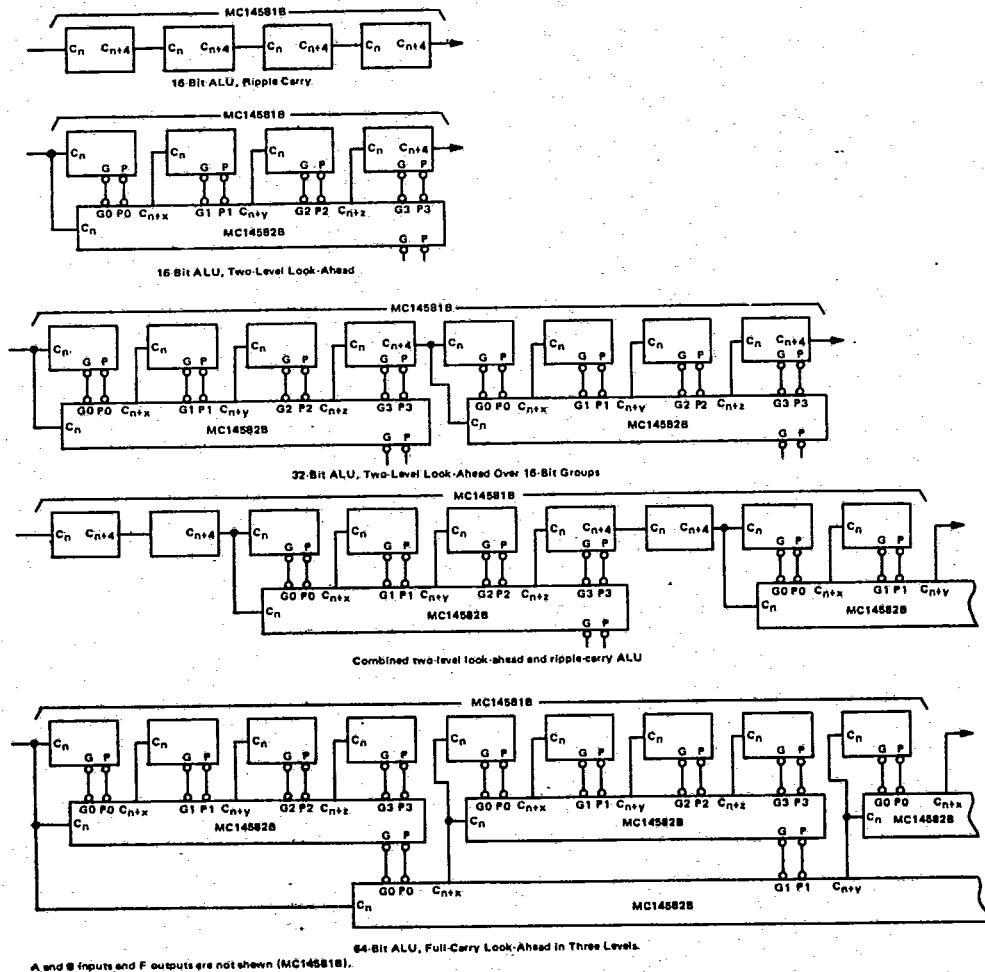 MC14581B
Cn Cn+4 Cn Cn+4 Cn Cn+4 Cn Cn+4
16-Bit ALU, Ripple Carry
MC14581B
Cn Cn Cn Cn Cn+4
G P G P G P G P
G0 P0 Cn+x G1 P1 Cn+y G2 P2 Cn+z G3 P3
Cn
MC14582B
G P
16-Bit ALU, Two-Level Look-Ahead
MC14581B
Cn Cn Cn Cn Cn+4 Cn Cn Cn Cn Cn+4
G P G P G P G P G P G P G P G P
G0 P0 Cn+x G1 P1 Cn+y G2 P2 Cn+z G3 P3 G0 P0 Cn+x G1 P1 Cn+y G2 P2 Cn+z G3 P3
Cn Cn
MC14582B MC14582B
G P G P
32-Bit ALU, Two-Level Look-Ahead Over 16-Bit Groups
MC14581B
Cn Cn+4 Cn+4 Cn Cn Cn Cn Cn+4 Cn+4 Cn Cn
G P G P G P G P G P G P
G0 P0 Cn+x G1 P1 Cn+y G2 P2 Cn+z G3 P3 G0 P0 Cn+x G1 P1 Cn+y
Cn Cn
MC14582B MC14582B
G P
Combined two-level look-ahead and ripple-carry ALU
MC14581B
Cn Cn Cn Cn Cn Cn Cn Cn Cn
G P G P G P G P G P G P G P G P G P
G0 P0 Cn+x G1 P1 Cn+y G2 P2 Cn+z G3 P3 G0 P0 Cn+x G1 P1 Cn+y G2 P2 Cn+z G3 P3 G0 P0 Cn+x
Cn Cn Cn
MC14582B MC14582B MC14582B
G P G P
G0 P0 Cn+x G1 P1 Cn+y
Cn
MC14582B
64-Bit ALU, Full-Carry Look-Ahead in Three Levels.
A and B inputs and F outputs are not shown (MC14581B).